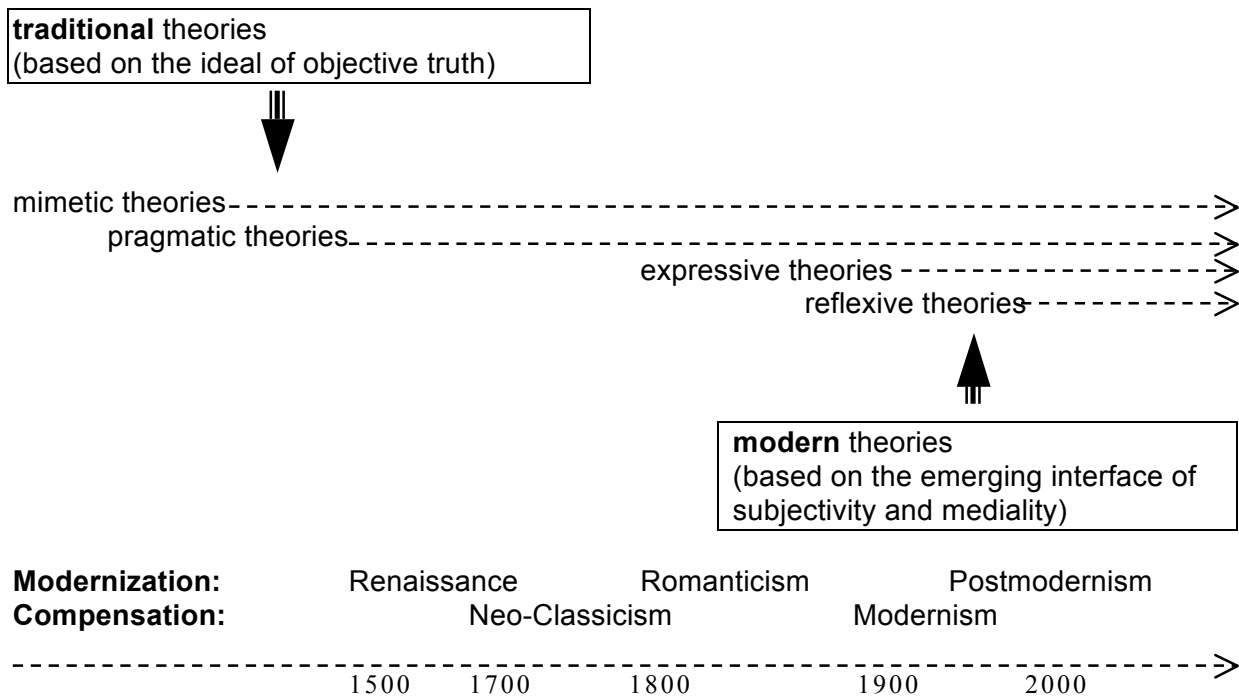 traditional theories
(based on the ideal of objective truth)
mimetic theories
pragmatic theories
expressive theories
reflexive theories
modern theories
(based on the emerging interface of
subjectivity and mediality)
Modernization: Renaissance Romanticism Postmodernism
Compensation: Neo-Classicism Modernism
1500 1700 1800 1900 2000